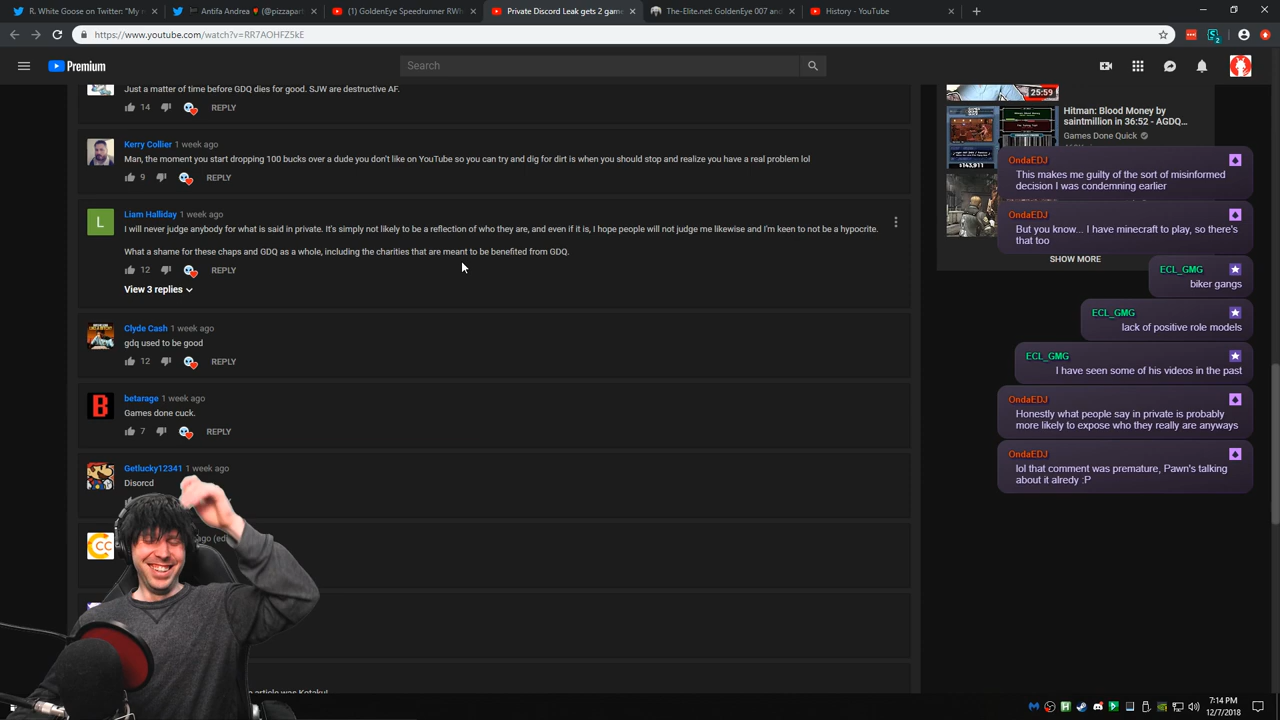 R. White Goose on Twitter: "My n
Antifa Andrea (@pizzapart
(1) GoldenEye Speedrunner RWh
Private Discord Leak gets 2 game
The-Elite.net: GoldenEye 007 and
History - YouTube
https://www.youtube.com/watch?v=RR7AOHFZ5kE
Premium
Search
Just a matter of time before GDQ dies for good. SJW are destructive AF.
14 REPLY
Kerry Collier 1 week ago
Man, the moment you start dropping 100 bucks over a dude you don't like on YouTube so you can try and dig for dirt is when you should stop and realize you have a real problem lol
9 REPLY
L
Liam Halliday 1 week ago
I will never judge anybody for what is said in private. It's simply not likely to be a reflection of who they are, and even if it is, I hope people will not judge me likewise and I'm keen to not be a hypocrite.
What a shame for these chaps and GDQ as a whole, including the charities that are meant to be benefited from GDQ.
12 REPLY
View 3 replies
Clyde Cash 1 week ago
gdq used to be good
12 REPLY
B
betarage 1 week ago
Games done cuck.
7 REPLY
Getlucky12341 1 week ago
Disorcd
CC
ago (edi
article was Kotaku!
25:59
Hitman: Blood Money by
saintmillion in 36:52 - AGDQ...
Games Done Quick
$143,911
SHOW MORE
OndaEDJ
This makes me guilty of the sort of misinformed
decision I was condemning earlier
OndaEDJ
But you know... I have minecraft to play, so there's
that too
ECL_GMG
biker gangs
ECL_GMG
lack of positive role models
ECL_GMG
I have seen some of his videos in the past
OndaEDJ
Honestly what people say in private is probably
more likely to expose who they really are anyways
OndaEDJ
lol that comment was premature, Pawn's talking
about it alredy :P
7:14 PM
12/7/2018